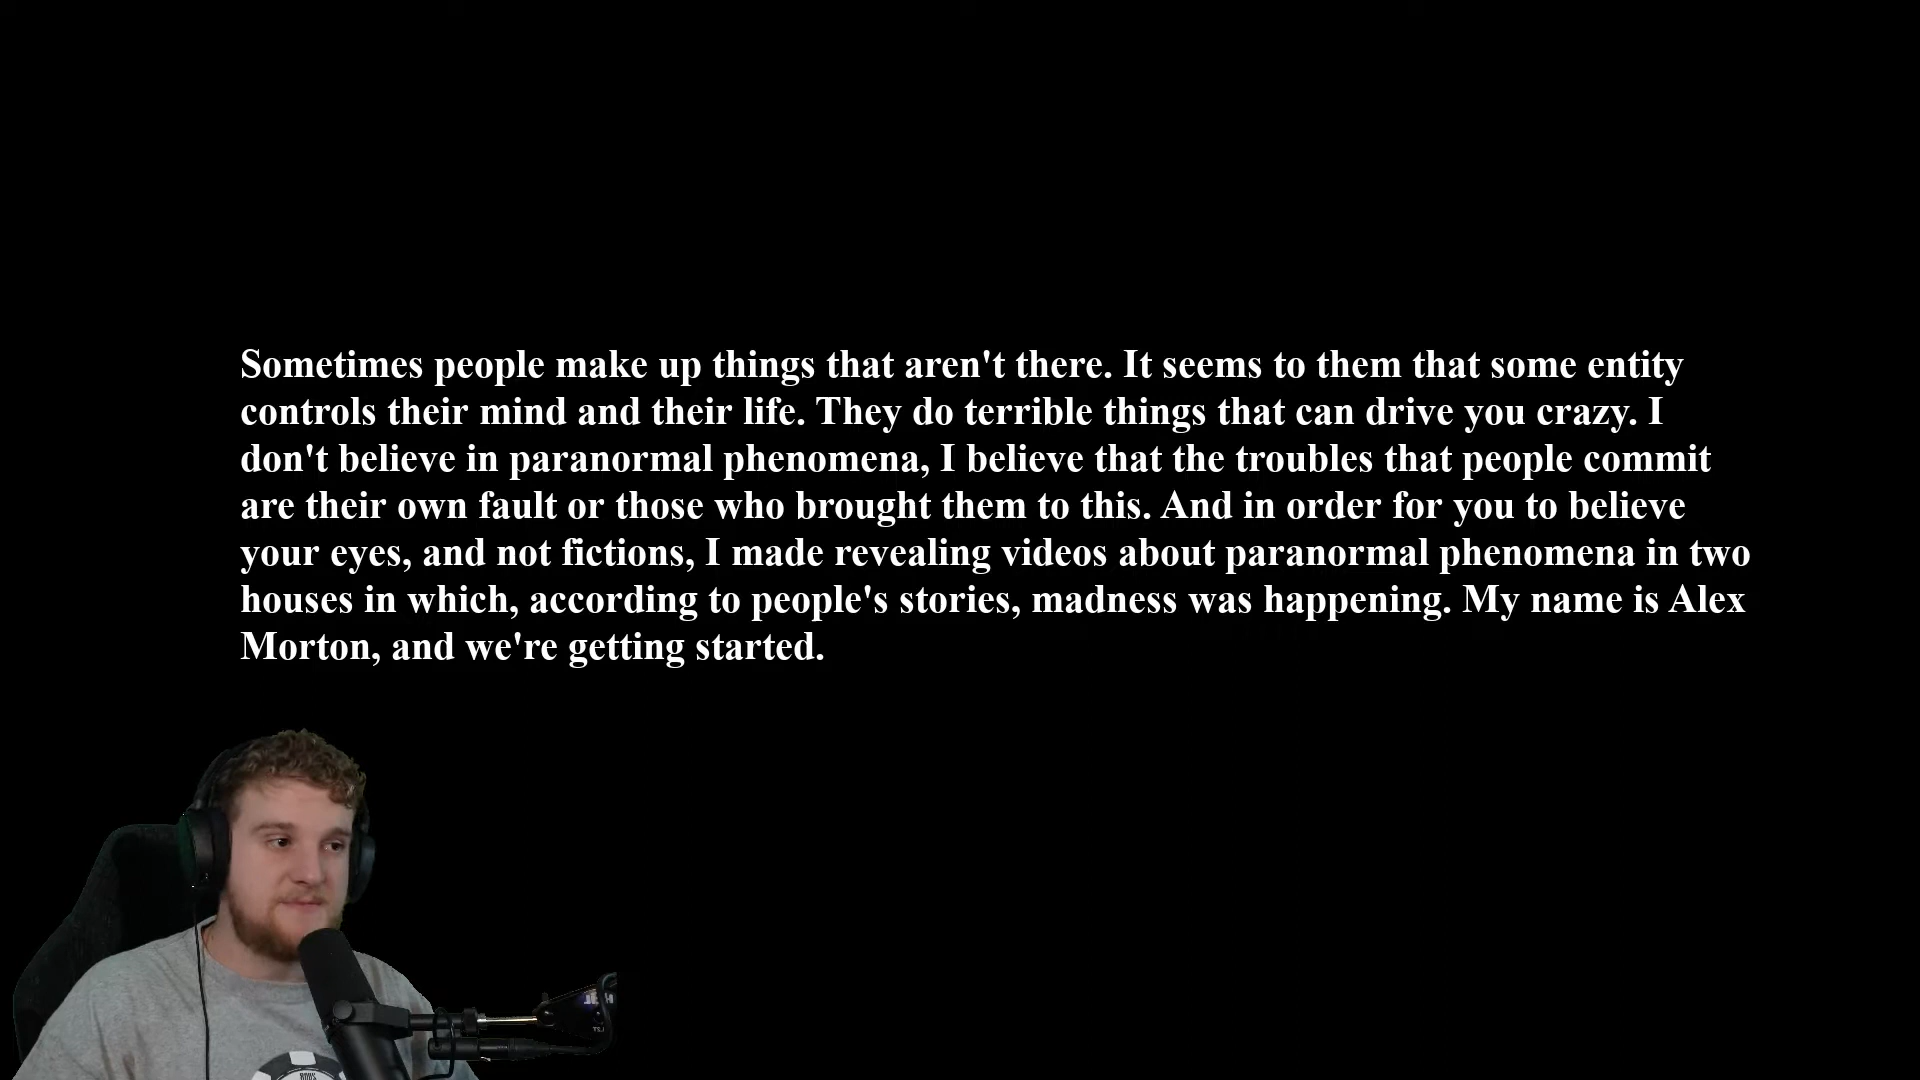 Sometimes people make up things that aren't there. It seems to them that some entity
controls their mind and their life. They do terrible things that can drive you crazy. I
don't believe in paranormal phenomena, I believe that the troubles that people commit
are their own fault or those who brought them to this. And in order for you to believe
your eyes, and not fictions, I made revealing videos about paranormal phenomena in two
houses in which, according to people's stories, madness was happening. My name is Alex
Morton, and we're getting started.